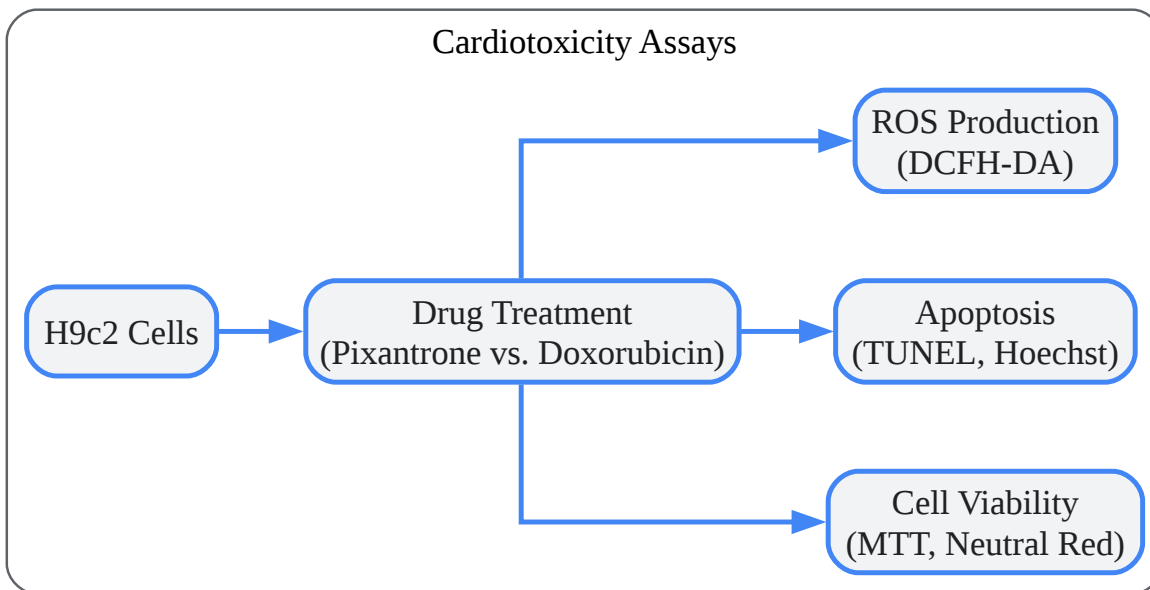 Cardiotoxicity Assays
ROS Production
(DCFH-DA)
H9c2 Cells
Drug Treatment
(Pixantrone vs. Doxorubicin)
Apoptosis
(TUNEL, Hoechst)
Cell Viability
(MTT, Neutral Red)